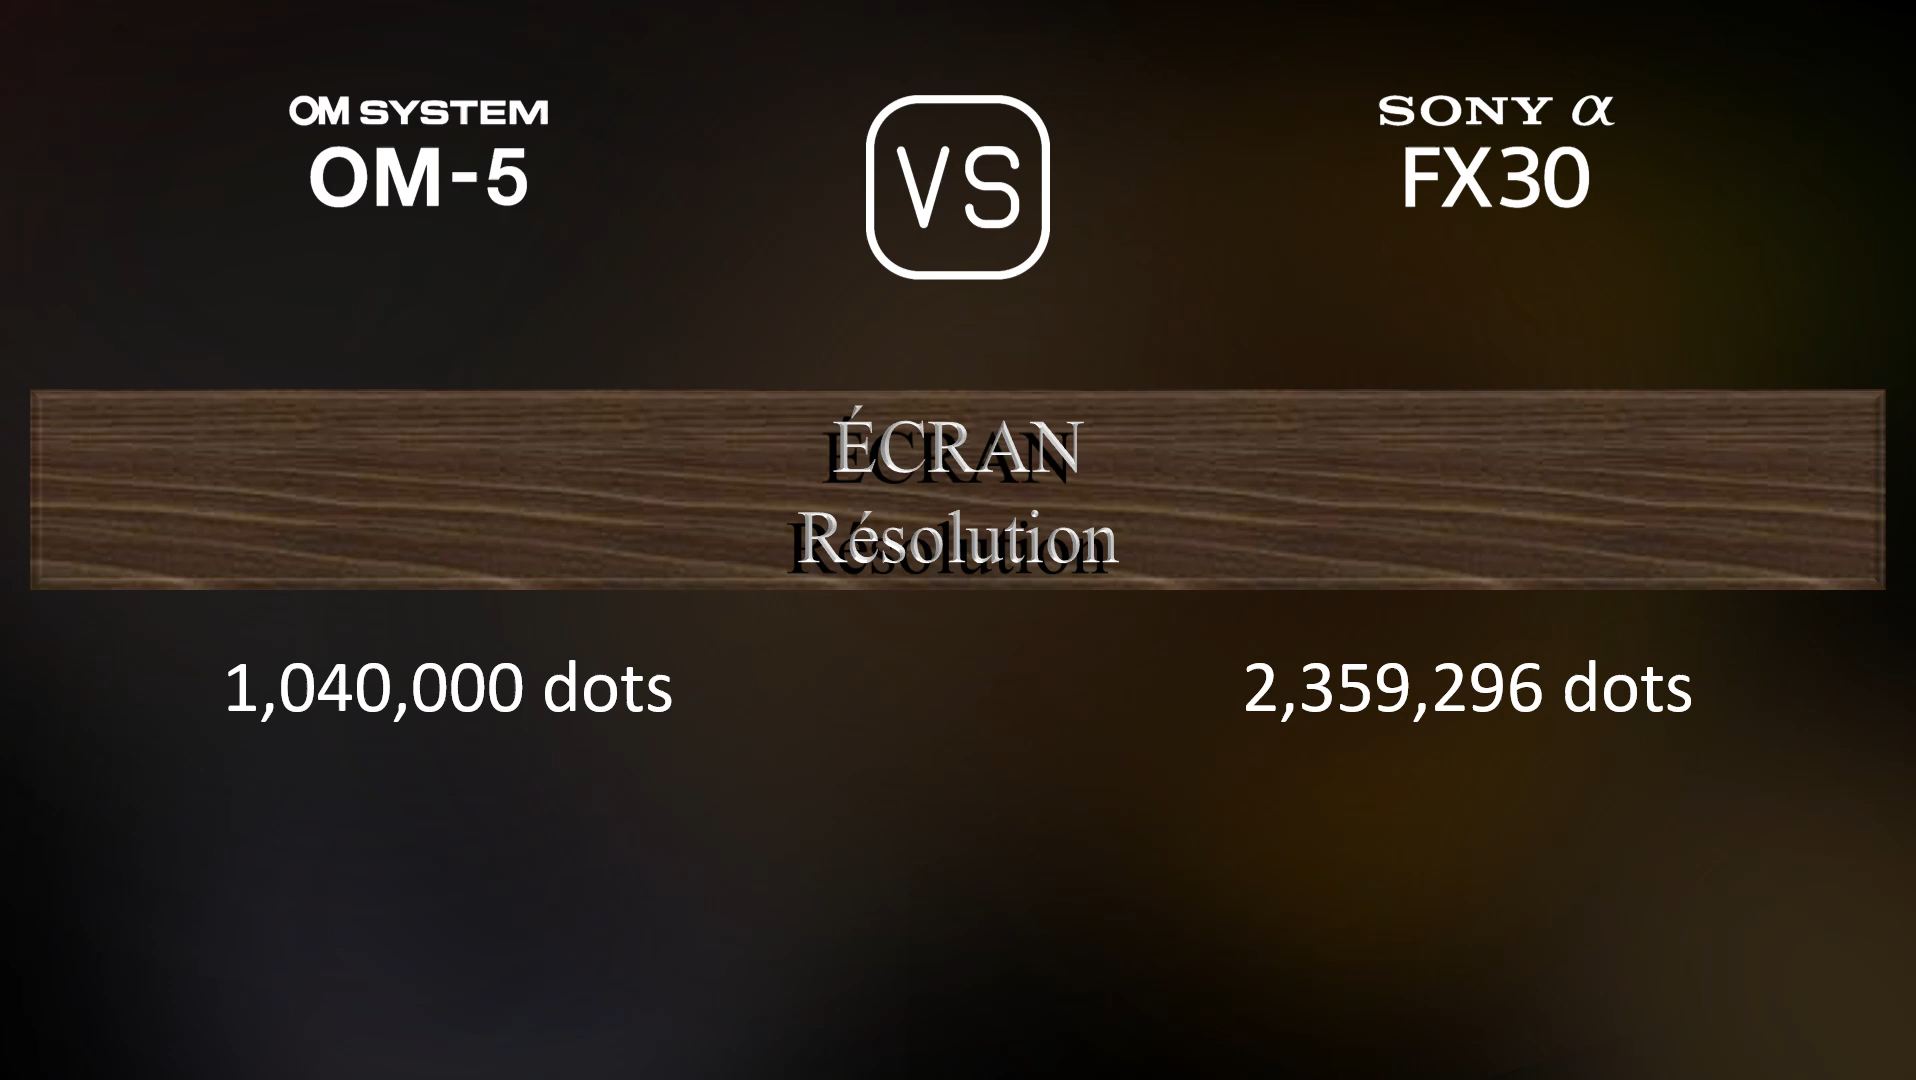 OM SYSTEM
OM-5
VS
SONY α
FX30
ÉCRAN
Résolution
1,040,000 dots
2,359,296 dots